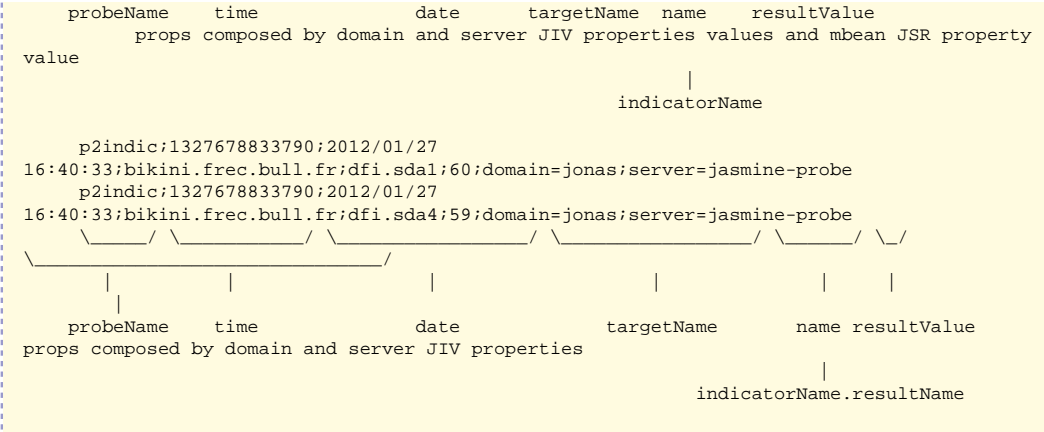 probeName    time              date       targetName  name    resultValue
props composed by domain and server JIV properties values and mbean JSR property
value
|
indicatorName
p2indic;1327678833790;2012/01/27
16:40:33;bikini.frec.bull.fr;dfi.sda1;60;domain=jonas;server=jasmine-probe
p2indic;1327678833790;2012/01/27
16:40:33;bikini.frec.bull.fr;dfi.sda4;59;domain=jonas;server=jasmine-probe
\_____/ \___________/ \_________________/ \_________________/ \______/ \_/
\_______________________________/
|          |                 |                   |              |     |
|
probeName    time              date             targetName       name resultValue
props composed by domain and server JIV properties
|
indicatorName.resultName